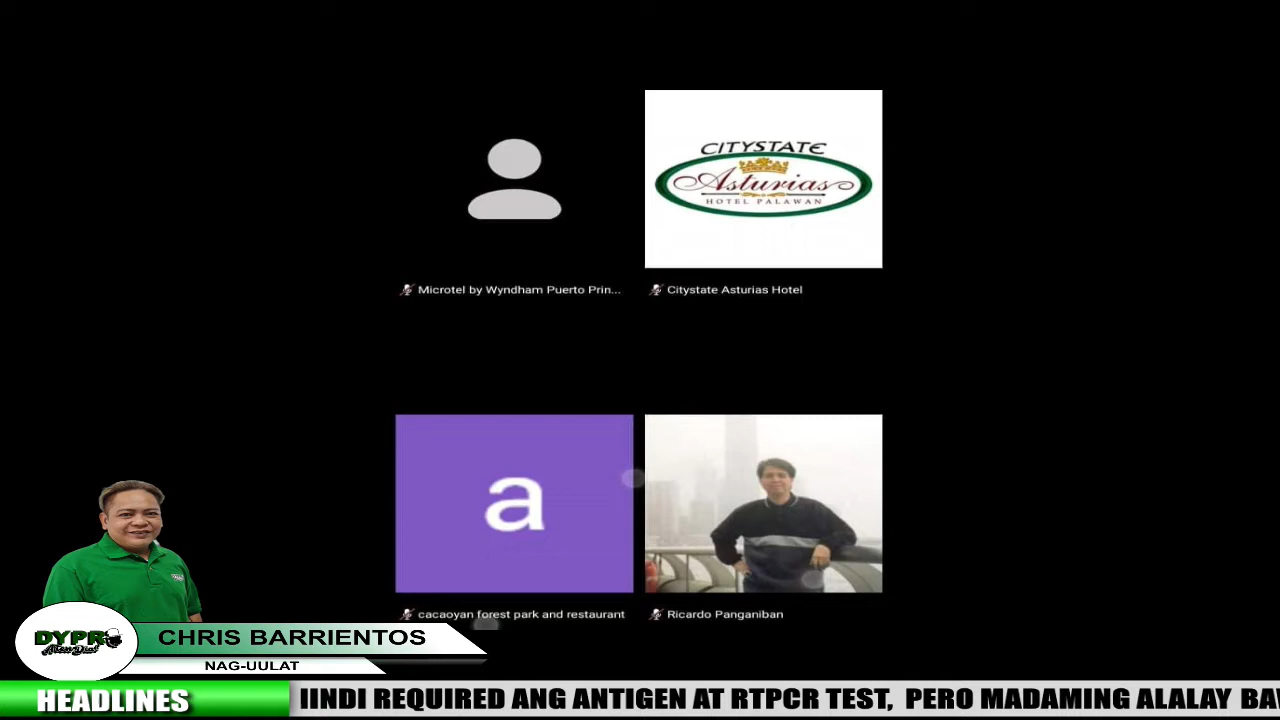 CITYSTATE
Asturias
HOTEL PALAWAN
Microtel by Wyndham Puerto Prin...
Citystate Asturias Hotel
a
cacaoyan forest park and restaurant
Ricardo Panganiban
DYPR
CHRIS BARRIENTOS
NAG-UULAT
HEADLINES
IINDI REQUIRED ANG ANTIGEN AT RTPCR TEST, PERO MADAMING ALALAY BA